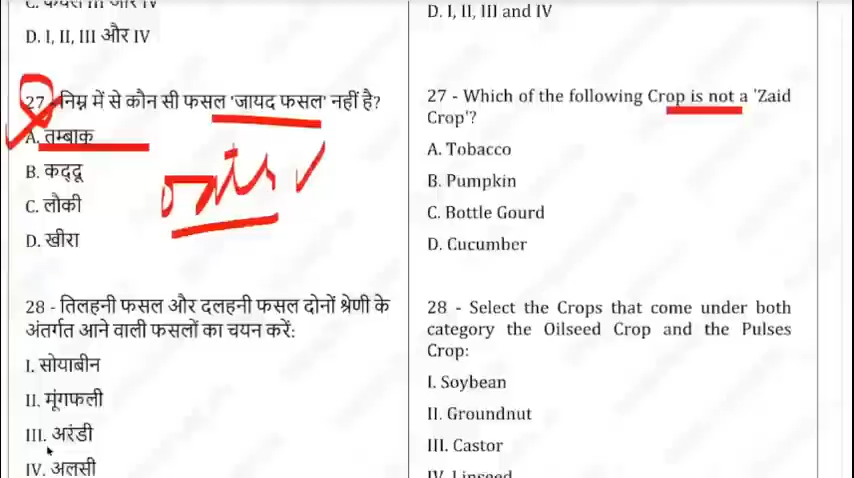 D. I, II, III और IV
27 - निम्न में से कौन सी फसल 'जायद फसल' नहीं है?
A. तम्बाकू
B. कद्दू
C. लौकी
D. खीरा
28 - तिलहनी फसल और दलहनी फसल दोनों श्रेणी के
अंतर्गत आने वाली फसलों का चयन करें:
I. सोयाबीन
II. मूंगफली
III. अरंडी
IV. अलसी
D. I, II, III and IV
27 - Which of the following Crop is not a 'Zaid
Crop'?
A. Tobacco
B. Pumpkin
C. Bottle Gourd
D. Cucumber
28 - Select the Crops that come under both
category the Oilseed Crop and the Pulses
Crop:
I. Soybean
II. Groundnut
III. Castor
IV. Linseed